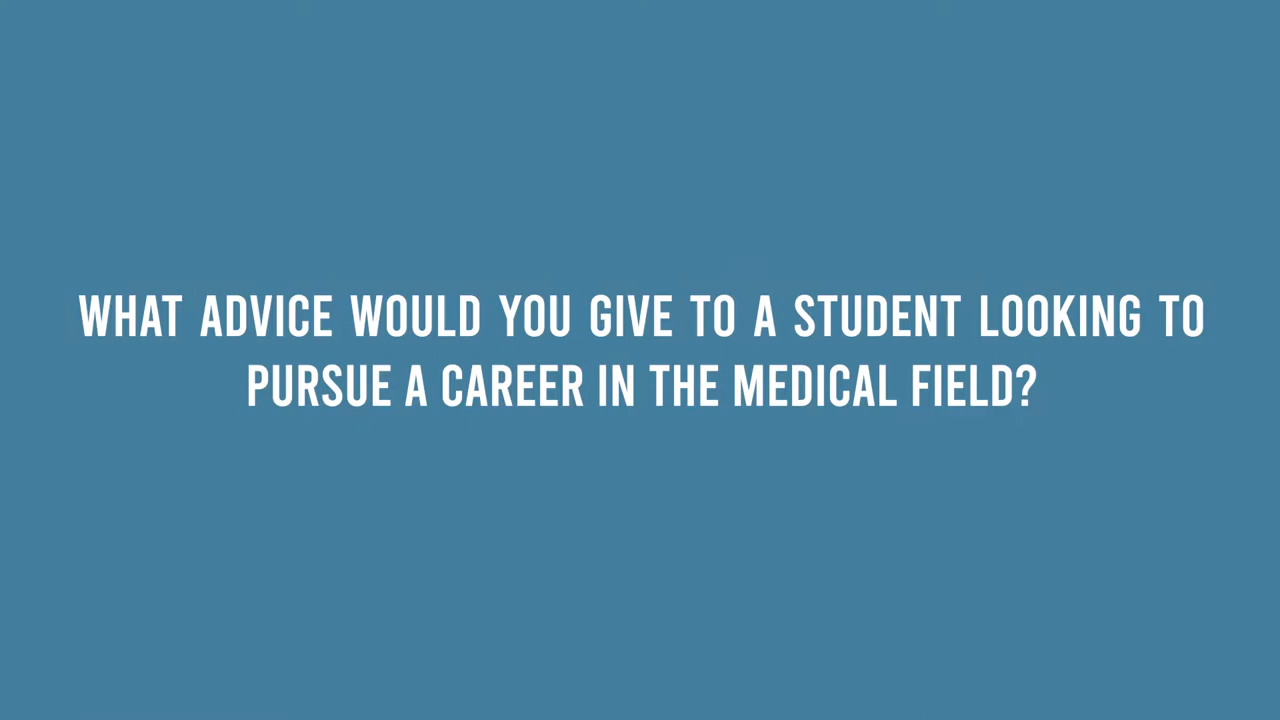 WHAT ADVICE WOULD YOU GIVE TO A STUDENT LOOKING TO
PURSUE A CAREER IN THE MEDICAL FIELD?